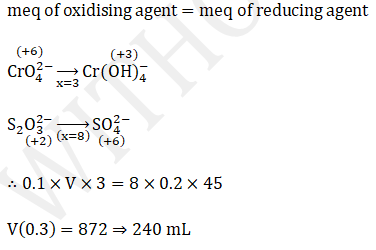 meq of oxidising agent = meq of reducing agent
(+6) (+3)
CrO₄²⁻ ⟶ Cr(OH)₄⁻
x=3
S₂O₃²⁻ ⟶ SO₄²⁻
(+2) (x=8) (+6)
∴ 0.1 × V × 3 = 8 × 0.2 × 45
V(0.3) = 872 ⇒ 240 mL